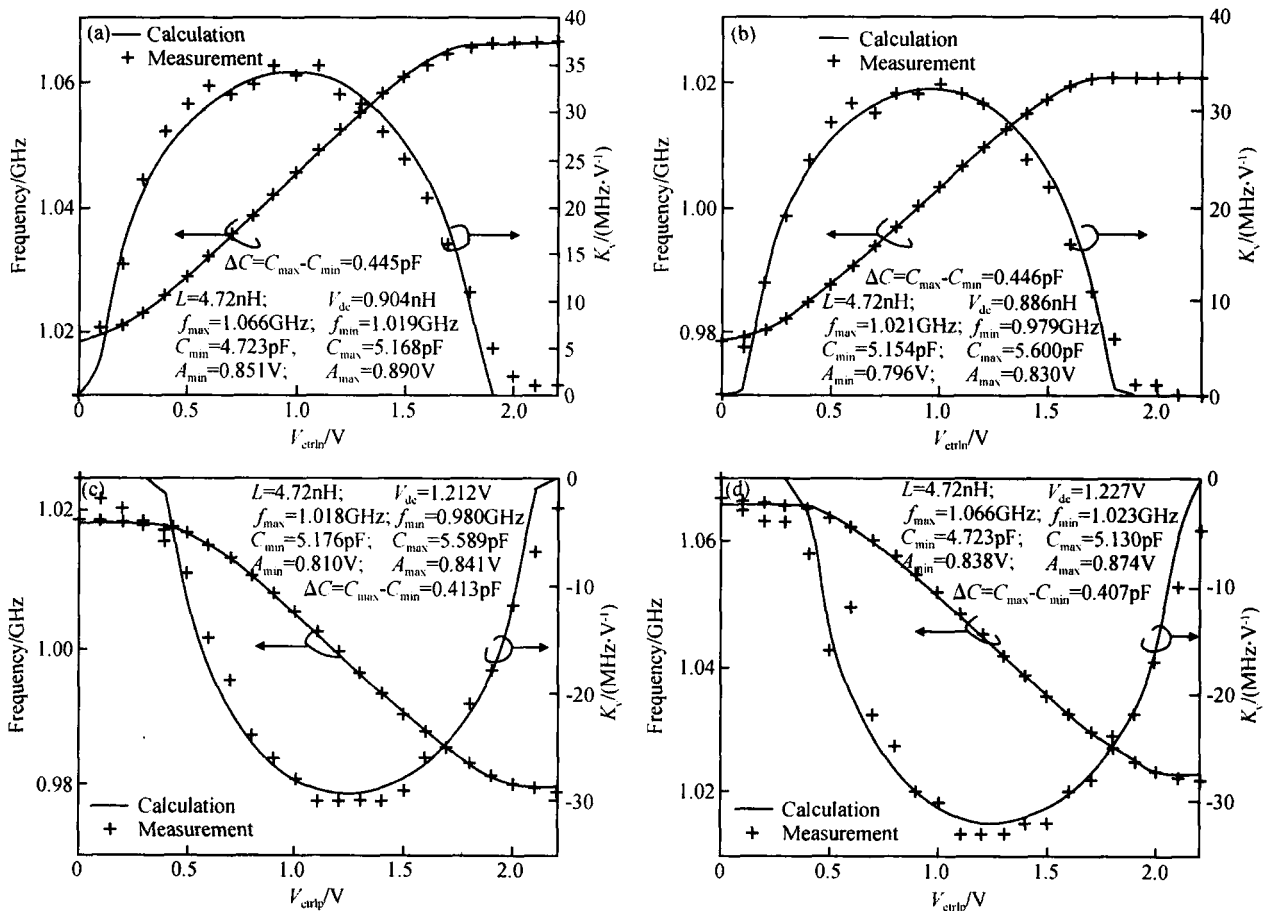 (a)
Calculation
Measurement
Frequency/GHz
1.06
1.04
1.02
40
35
30
25
20
15
10
5
0
K_v/(MHz·V⁻¹)
ΔC=C_max-C_min=0.445pF
L=4.72nH; V_dc=0.904nH
f_max=1.066GHz; f_min=1.019GHz
C_min=4.723pF, C_max=5.168pF
A_min=0.851V; A_max=0.890V
0 0.5 1.0 1.5 2.0
V_ctrln/V
(b)
Calculation
Measurement
Frequency/GHz
1.02
1.00
0.98
40
30
20
10
0
K_v/(MHz·V⁻¹)
ΔC=C_max-C_min=0.446pF
L=4.72nH; V_dc=0.886nH
f_max=1.021GHz; f_min=0.979GHz
C_min=5.154pF; C_max=5.600pF
A_min=0.796V; A_max=0.830V
0 0.5 1.0 1.5 2.0
V_ctrln/V
(c)
L=4.72nH; V_dc=1.212V
f_max=1.018GHz; f_min=0.980GHz
C_min=5.176pF; C_max=5.589pF
A_min=0.810V; A_max=0.841V
ΔC=C_max-C_min=0.413pF
Frequency/GHz
1.02
1.00
0.98
0
-10
-20
-30
K_v/(MHz·V⁻¹)
Calculation
Measurement
0 0.5 1.0 1.5 2.0
V_ctrlp/V
(d)
L=4.72nH; V_dc=1.227V
f_max=1.066GHz; f_min=1.023GHz
C_min=4.723pF; C_max=5.130pF
A_min=0.838V; A_max=0.874V
ΔC=C_max-C_min=0.407pF
Frequency/GHz
1.06
1.04
1.02
0
-10
-20
-30
K_v/(MHz·V⁻¹)
Calculation
Measurement
0 0.5 1.0 1.5 2.0
V_ctrlp/V